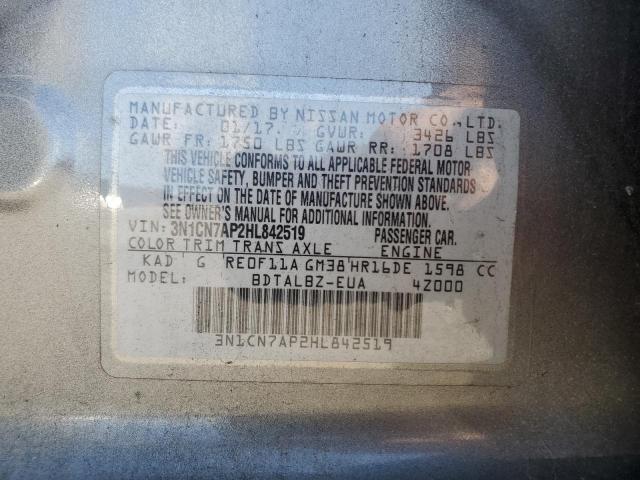 MANUFACTURED BY NISSAN MOTOR CO., LTD.
DATE: 01/17 GVWR: 3426 LBS
GAWR FR: 1750 LBS GAWR RR: 1708 LBS
THIS VEHICLE CONFORMS TO ALL APPLICABLE FEDERAL MOTOR
VEHICLE SAFETY, BUMPER AND THEFT PREVENTION STANDARDS
IN EFFECT ON THE DATE OF MANUFACTURE SHOWN ABOVE.
SEE OWNER'S MANUAL FOR ADDITIONAL INFORMATION.
VIN: 3N1CN7AP2HL842519 PASSENGER CAR.
COLOR TRIM TRANS AXLE ENGINE
KAD G RE0F11A GM38 HR16DE 1598 CC
MODEL: BDTALBZ-EUA 4Z000
3N1CN7AP2HL842519